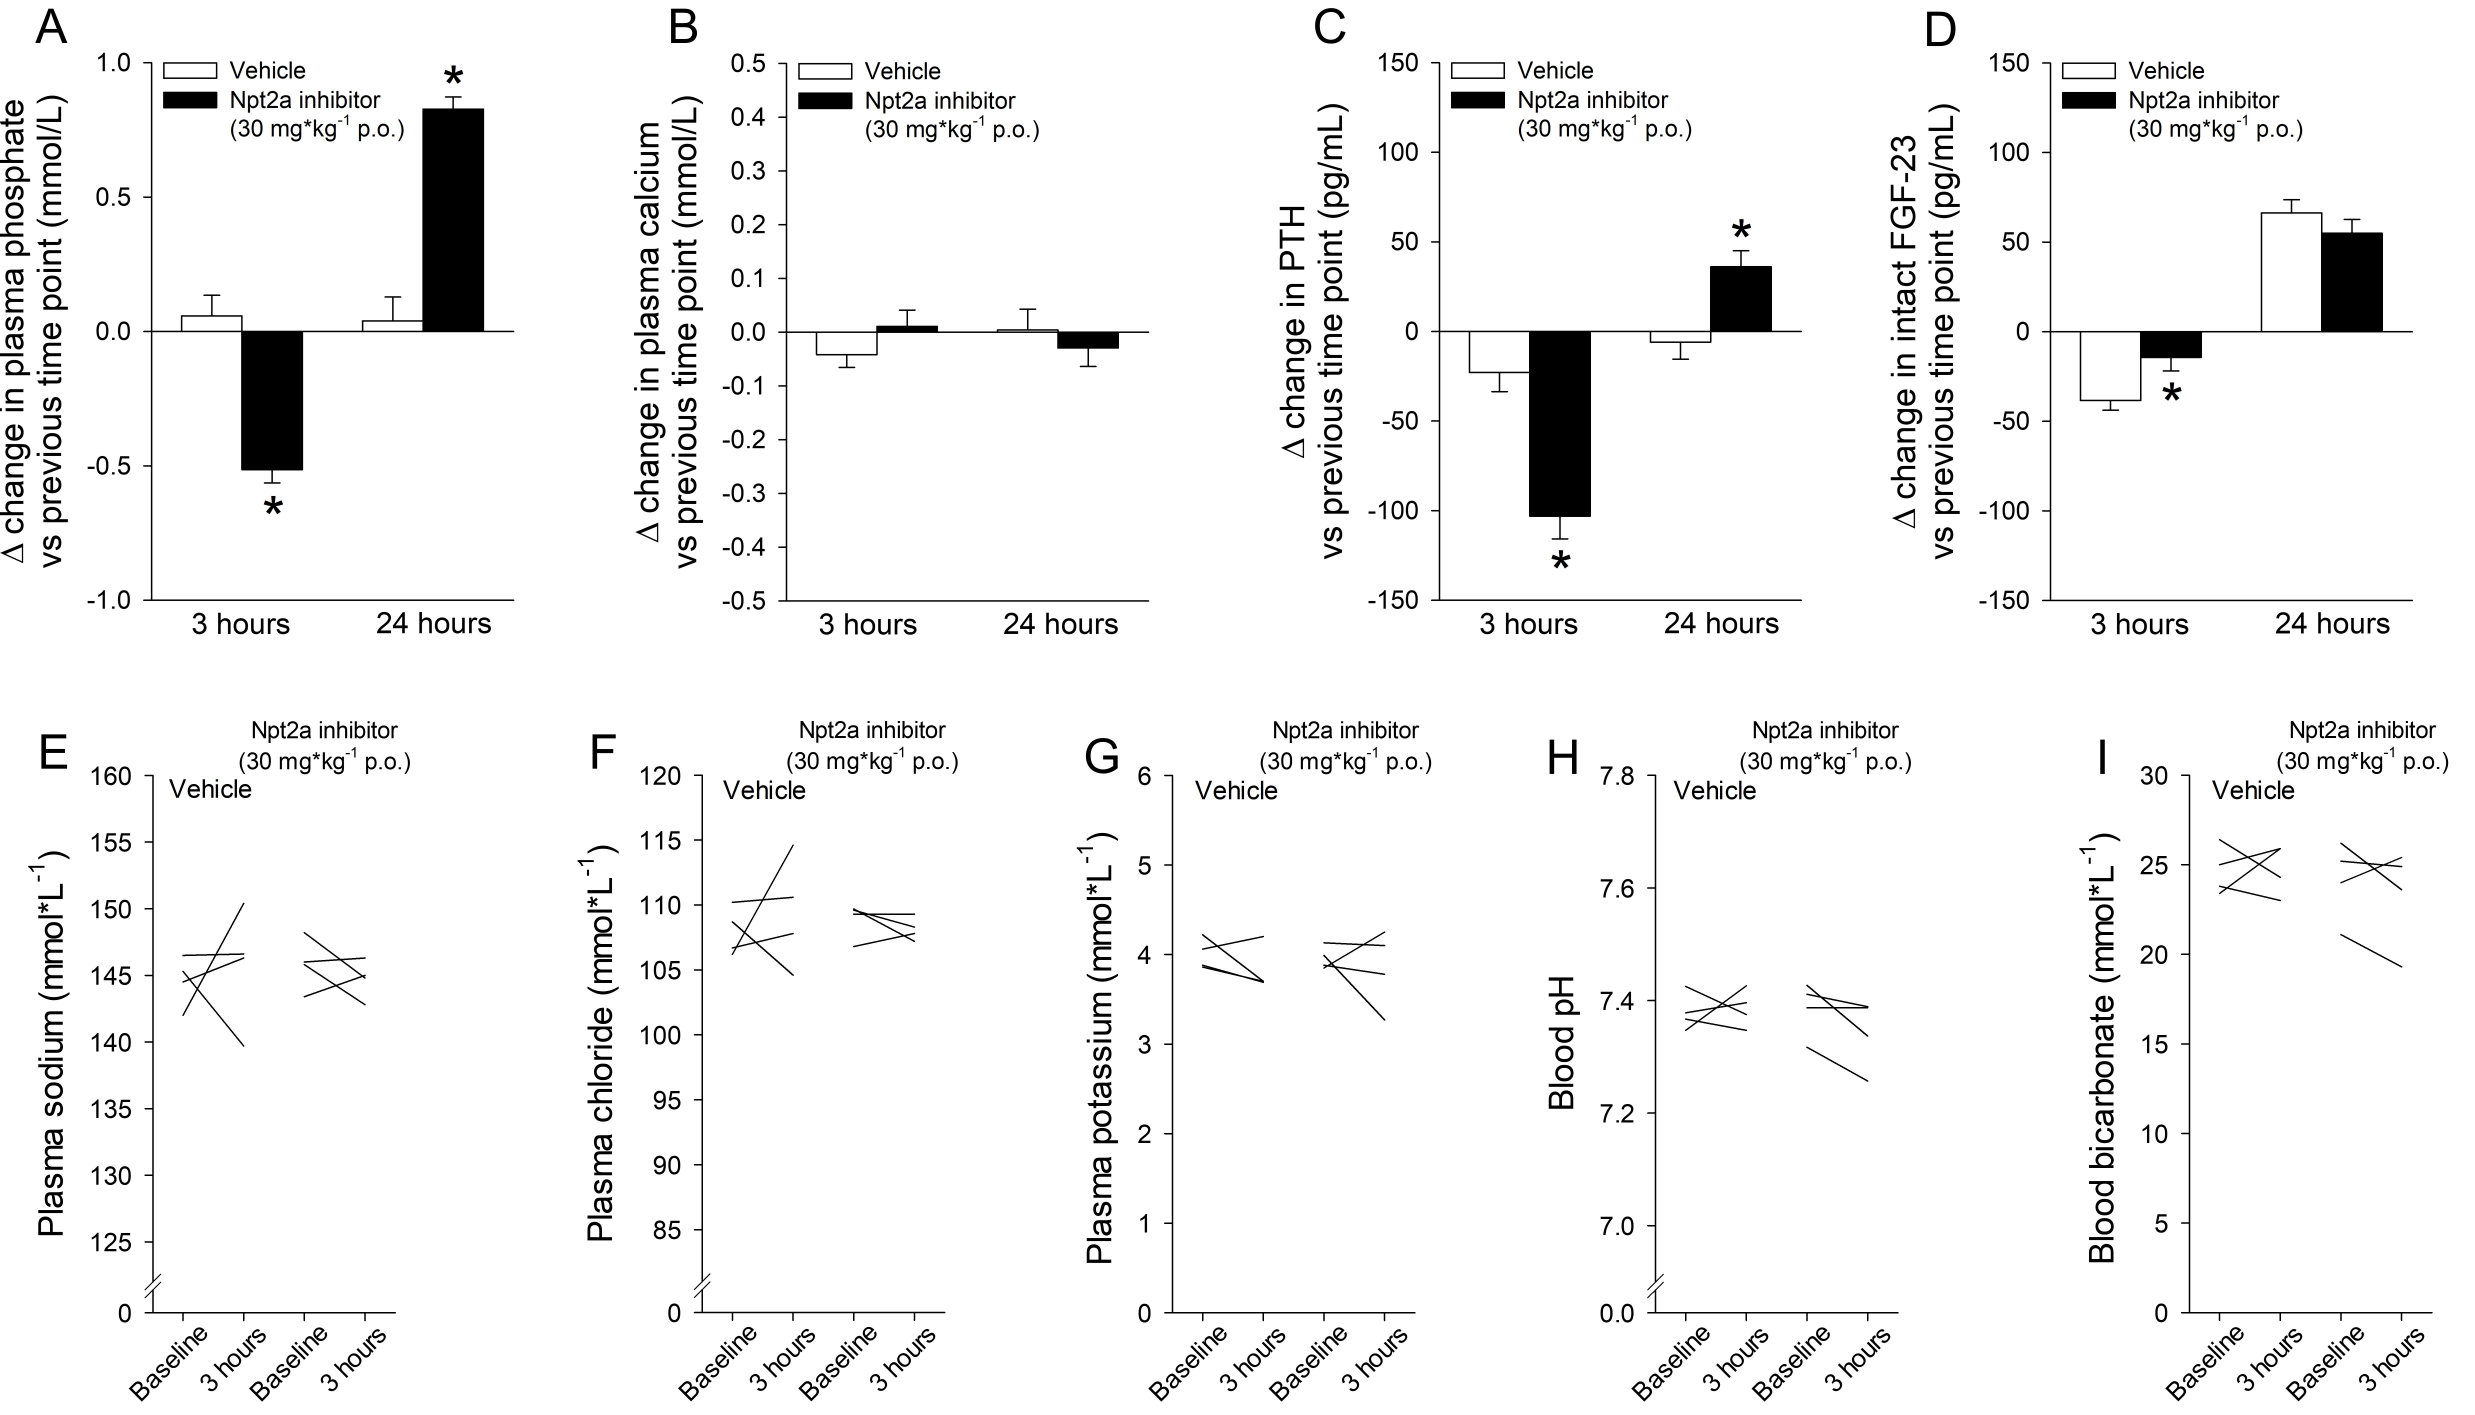 A
Δ change in plasma phosphate
vs previous time point (mmol/L)
1.0
0.5
0.0
-0.5
-1.0
Vehicle
Npt2a inhibitor
(30 mg*kg-1 p.o.)
*
*
3 hours
24 hours
B
Δ change in plasma calcium
vs previous time point (mmol/L)
0.5
0.4
0.3
0.2
0.1
0.0
-0.1
-0.2
-0.3
-0.4
-0.5
Vehicle
Npt2a inhibitor
(30 mg*kg-1 p.o.)
3 hours
24 hours
C
Δ change in PTH
vs previous time point (pg/mL)
150
100
50
0
-50
-100
-150
Vehicle
Npt2a inhibitor
(30 mg*kg-1 p.o.)
*
*
3 hours
24 hours
D
Δ change in intact FGF-23
vs previous time point (pg/mL)
150
100
50
0
-50
-100
-150
Vehicle
Npt2a inhibitor
(30 mg*kg-1 p.o.)
*
3 hours
24 hours
E
Plasma sodium (mmol*L-1)
Npt2a inhibitor
(30 mg*kg-1 p.o.)
Vehicle
160
155
150
145
140
135
130
125
0
Baseline
3 hours
Baseline
3 hours
F
Plasma chloride (mmol*L-1)
Npt2a inhibitor
(30 mg*kg-1 p.o.)
Vehicle
120
115
110
105
100
95
90
85
0
Baseline
3 hours
Baseline
3 hours
G
Plasma potassium (mmol*L-1)
Npt2a inhibitor
(30 mg*kg-1 p.o.)
Vehicle
6
5
4
3
2
1
0
Baseline
3 hours
Baseline
3 hours
H
Blood pH
Npt2a inhibitor
(30 mg*kg-1 p.o.)
Vehicle
7.8
7.6
7.4
7.2
7.0
0.0
Baseline
3 hours
Baseline
3 hours
I
Blood bicarbonate (mmol*L-1)
Npt2a inhibitor
(30 mg*kg-1 p.o.)
Vehicle
30
25
20
15
10
5
0
Baseline
3 hours
Baseline
3 hours